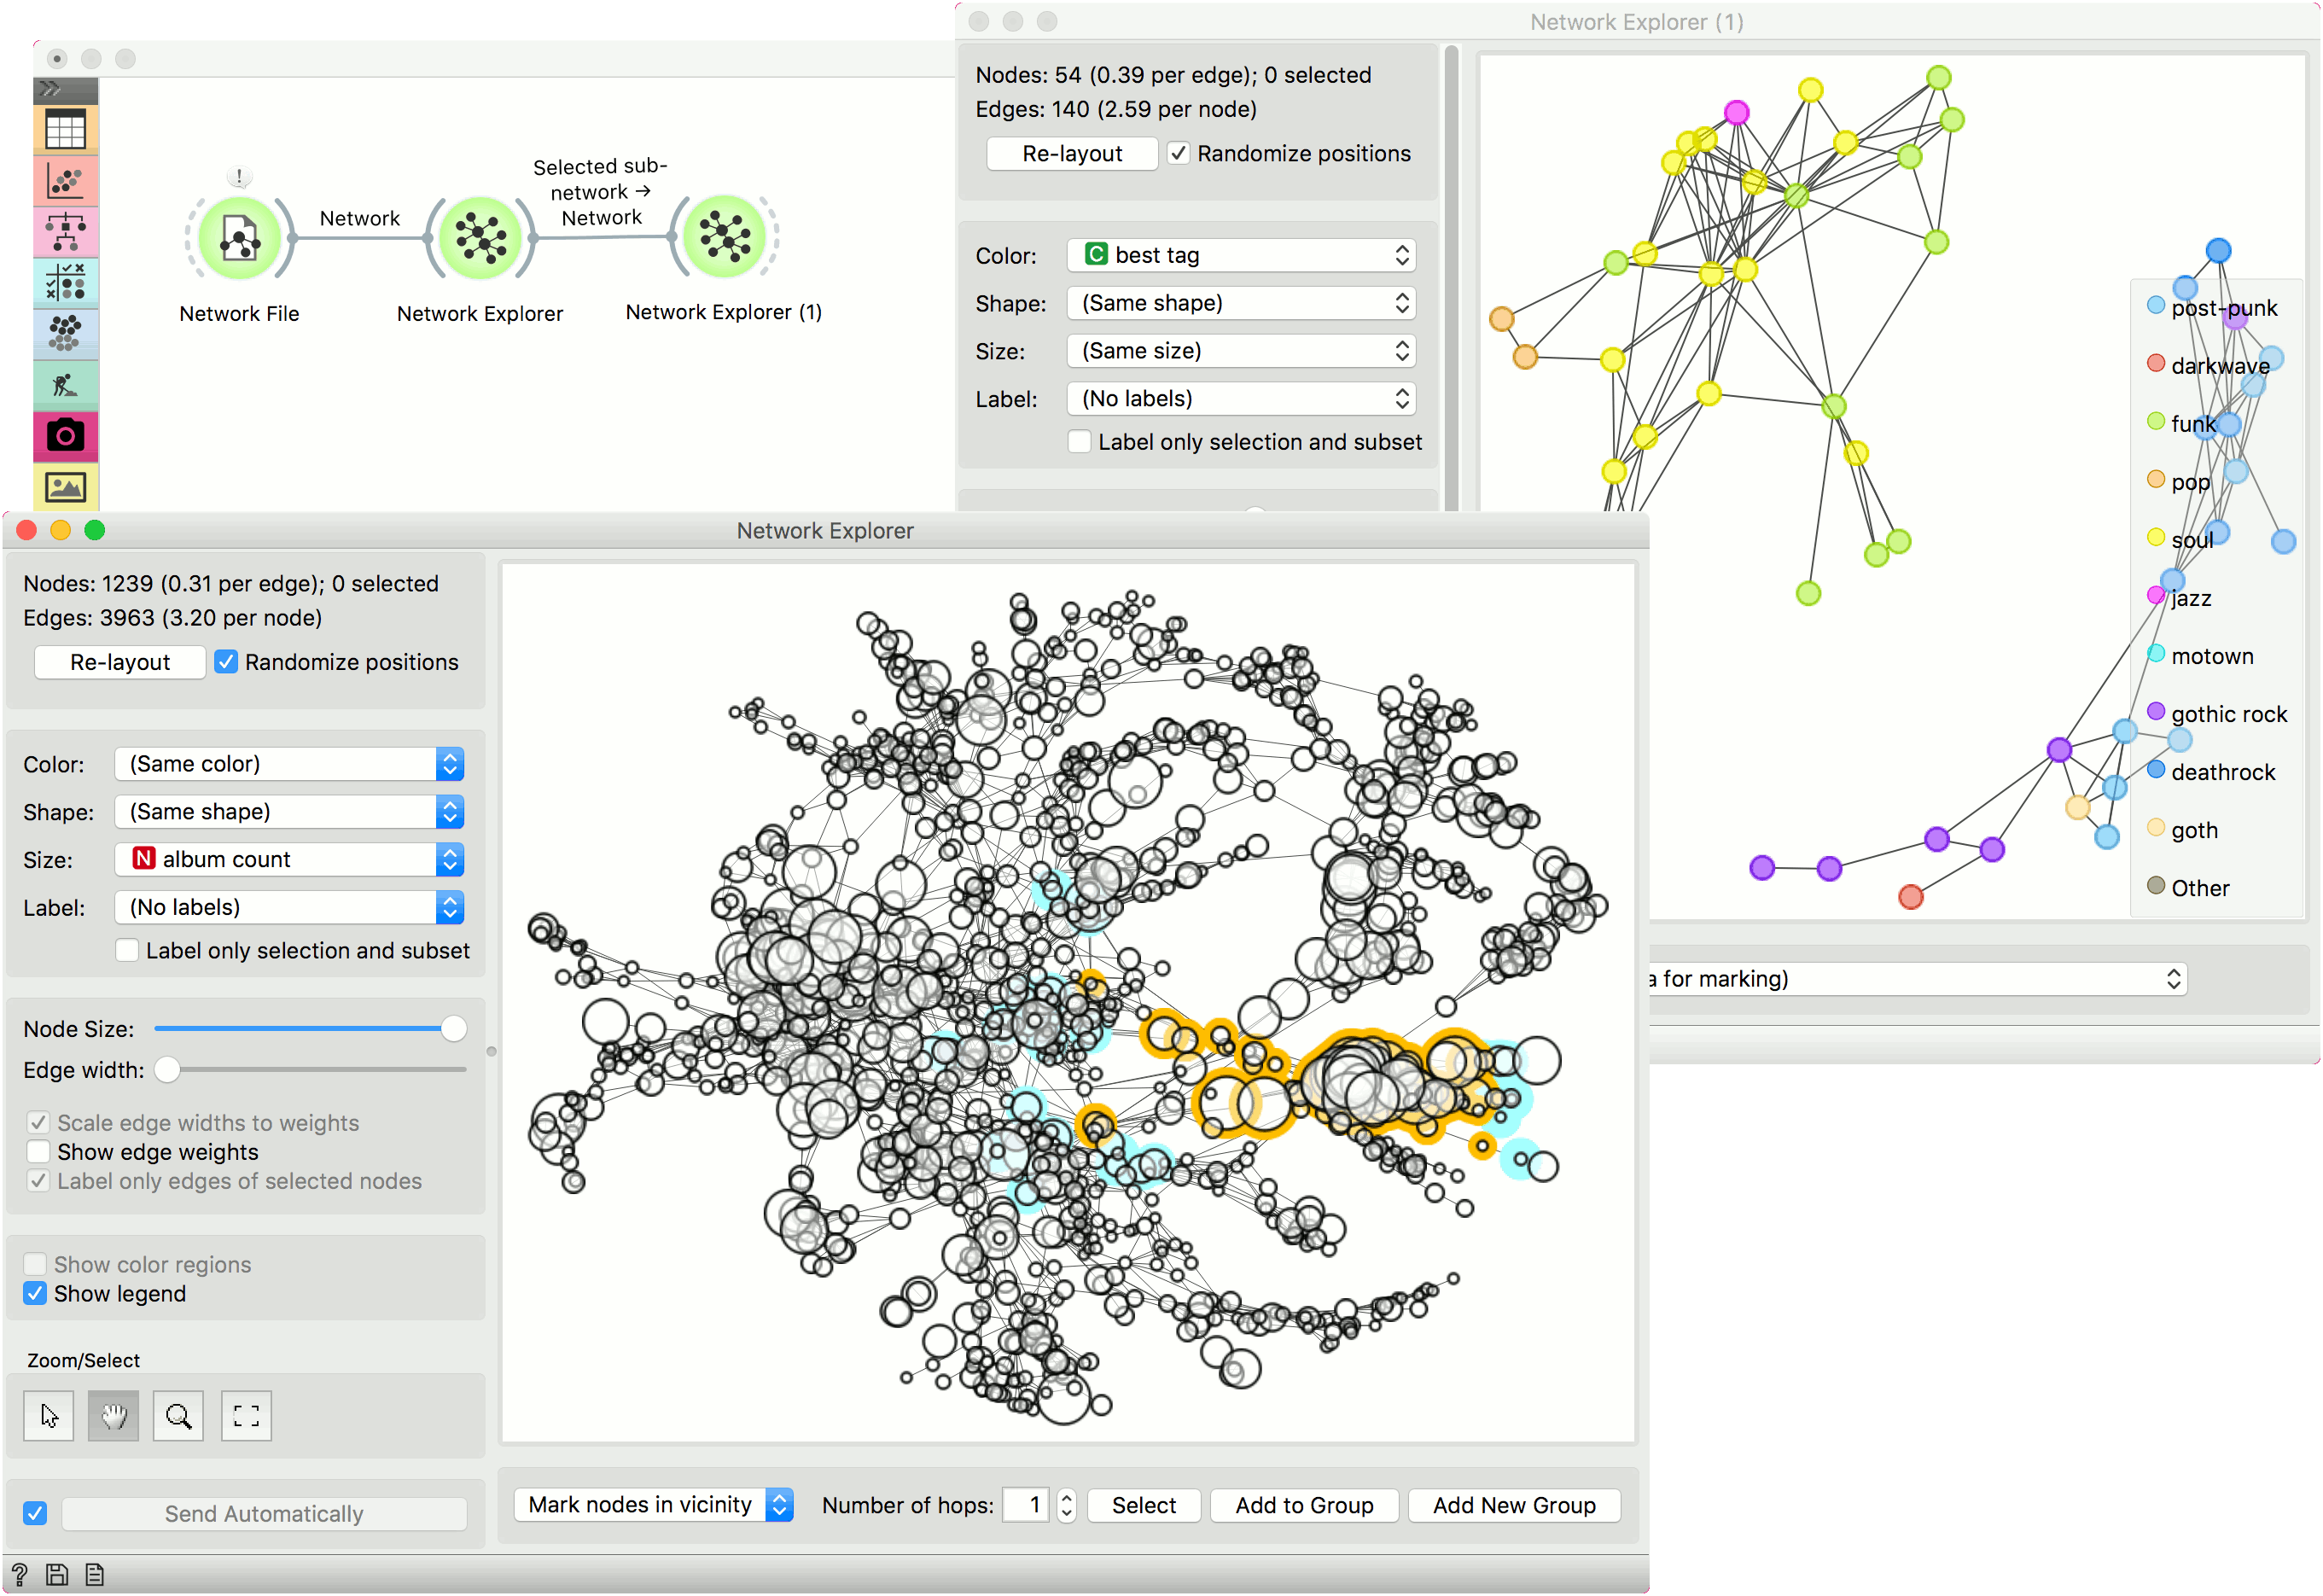 !
Network
Selected sub-
network →
Network
Network File
Network Explorer
Network Explorer (1)
Network Explorer (1)
Nodes: 54 (0.39 per edge); 0 selected
Edges: 140 (2.59 per node)
Re-layout
Randomize positions
Color:
C best tag
Shape:
(Same shape)
Size:
(Same size)
Label:
(No labels)
Label only selection and subset
post-punk
darkwave
funk
pop
soul
jazz
motown
gothic rock
deathrock
goth
Other
a for marking)
Network Explorer
Nodes: 1239 (0.31 per edge); 0 selected
Edges: 3963 (3.20 per node)
Re-layout
Randomize positions
Color:
(Same color)
Shape:
(Same shape)
Size:
N album count
Label:
(No labels)
Label only selection and subset
Node Size:
Edge width:
Scale edge widths to weights
Show edge weights
Label only edges of selected nodes
Show color regions
Show legend
Zoom/Select
Send Automatically
Mark nodes in vicinity
Number of hops:
1
Select
Add to Group
Add New Group
?